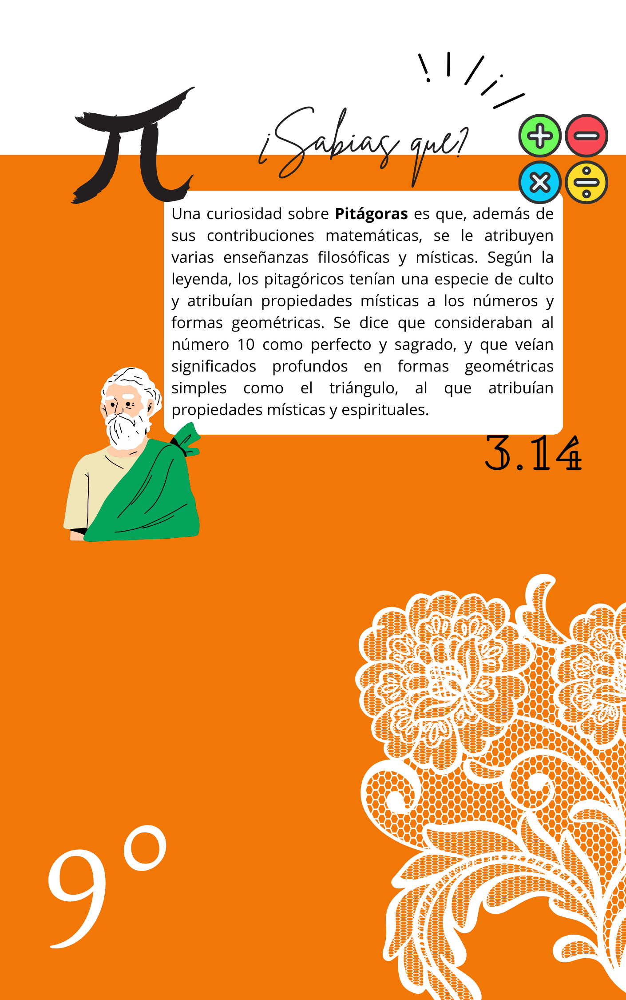 π
¡Sabias que?
Una curiosidad sobre Pitágoras es que, además de
sus contribuciones matemáticas, se le atribuyen
varias enseñanzas filosóficas y místicas. Según la
leyenda, los pitagóricos tenían una especie de culto
y atribuían propiedades místicas a los números y
formas geométricas. Se dice que consideraban al
número 10 como perfecto y sagrado, y que veían
significados profundos en formas geométricas
simples como el triángulo, al que atribuían
propiedades místicas y espirituales.
3.14
9°